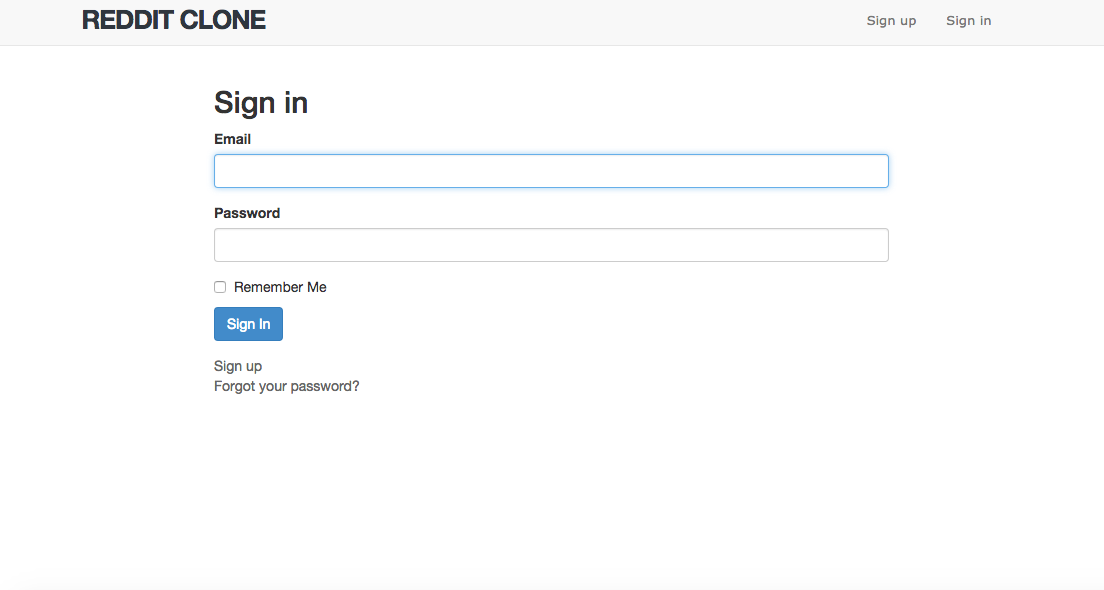 REDDIT CLONE
Sign up
Sign in
Sign in
Email
Password
Remember Me
Sign In
Sign up
Forgot your password?